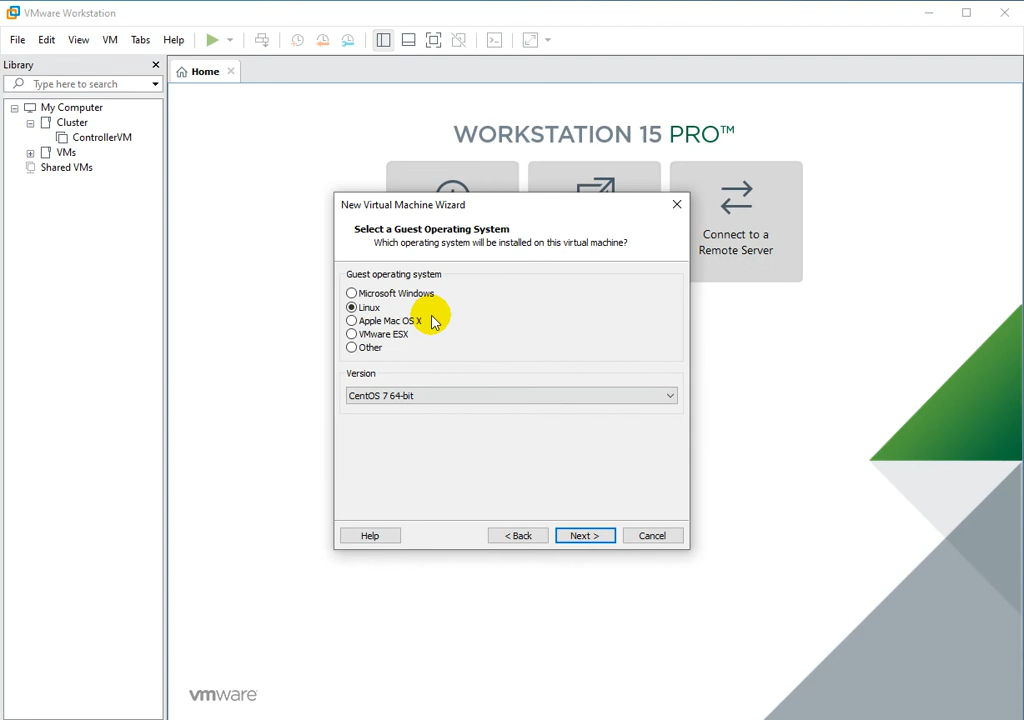 VMware Workstation
File Edit View VM Tabs Help
Library
Type here to search
Home
My Computer
Cluster
ControllerVM
VMs
Shared VMs
WORKSTATION 15 PRO™
Connect to a
Remote Server
New Virtual Machine Wizard
Select a Guest Operating System
Which operating system will be installed on this virtual machine?
Guest operating system
Microsoft Windows
Linux
Apple Mac OS X
VMware ESX
Other
Version
CentOS 7 64-bit
Help < Back Next > Cancel
vmware